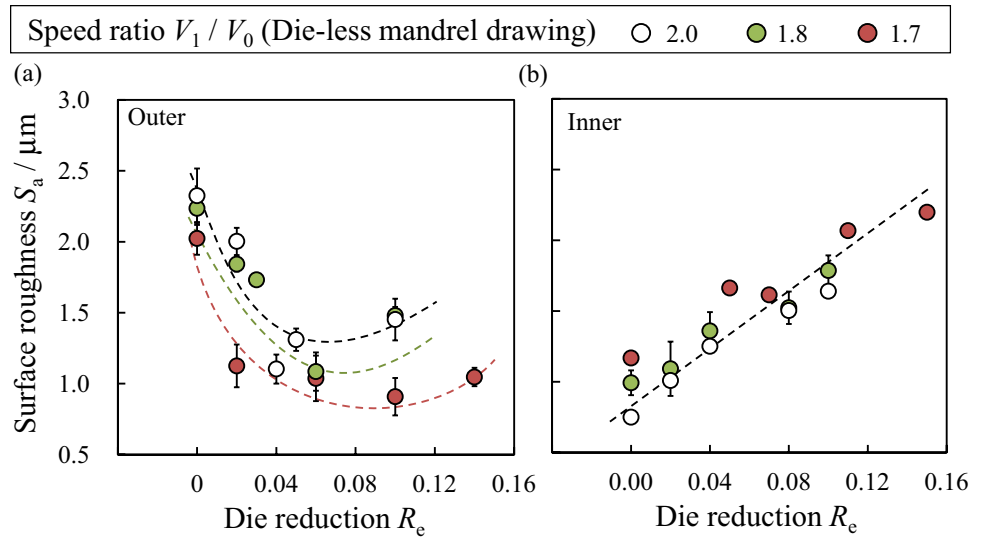 Speed ratio V₁ / V₀ (Die-less mandrel drawing) 2.0 1.8 1.7
(a)
(b)
Outer
Inner
Surface roughness Sₐ / μm
3.0
2.5
2.0
1.5
1.0
0.5
0 0.04 0.08 0.12 0.16
0.00 0.04 0.08 0.12 0.16
Die reduction Rₑ
Die reduction Rₑ